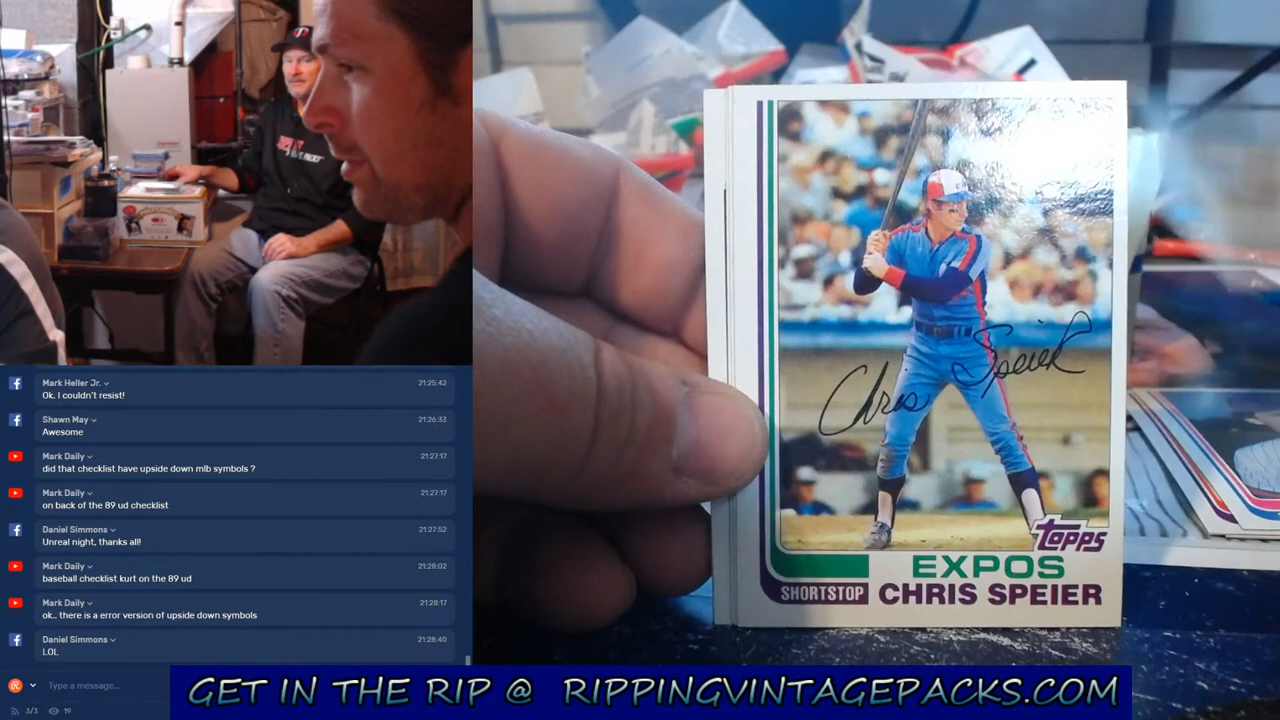 Mark Heller Jr.
21:25:42
Ok. I couldn't resist!
Shawn May
21:26:33
Awesome
Mark Daily
21:27:17
did that checklist have upside down mlb symbols ?
Mark Daily
21:27:17
on back of the 89 ud checklist
Daniel Simmons
21:27:52
Unreal night, thanks all!
Mark Daily
21:28:02
baseball checklist kurt on the 89 ud
Mark Daily
21:28:17
ok.. there is a error version of upside down symbols
Daniel Simmons
21:28:40
LOL
Type a message...
3/3
19
Chris Speier
topps
EXPOS
SHORTSTOP CHRIS SPEIER
GET IN THE RIP @ RIPPINGVINTAGEPACKS.COM